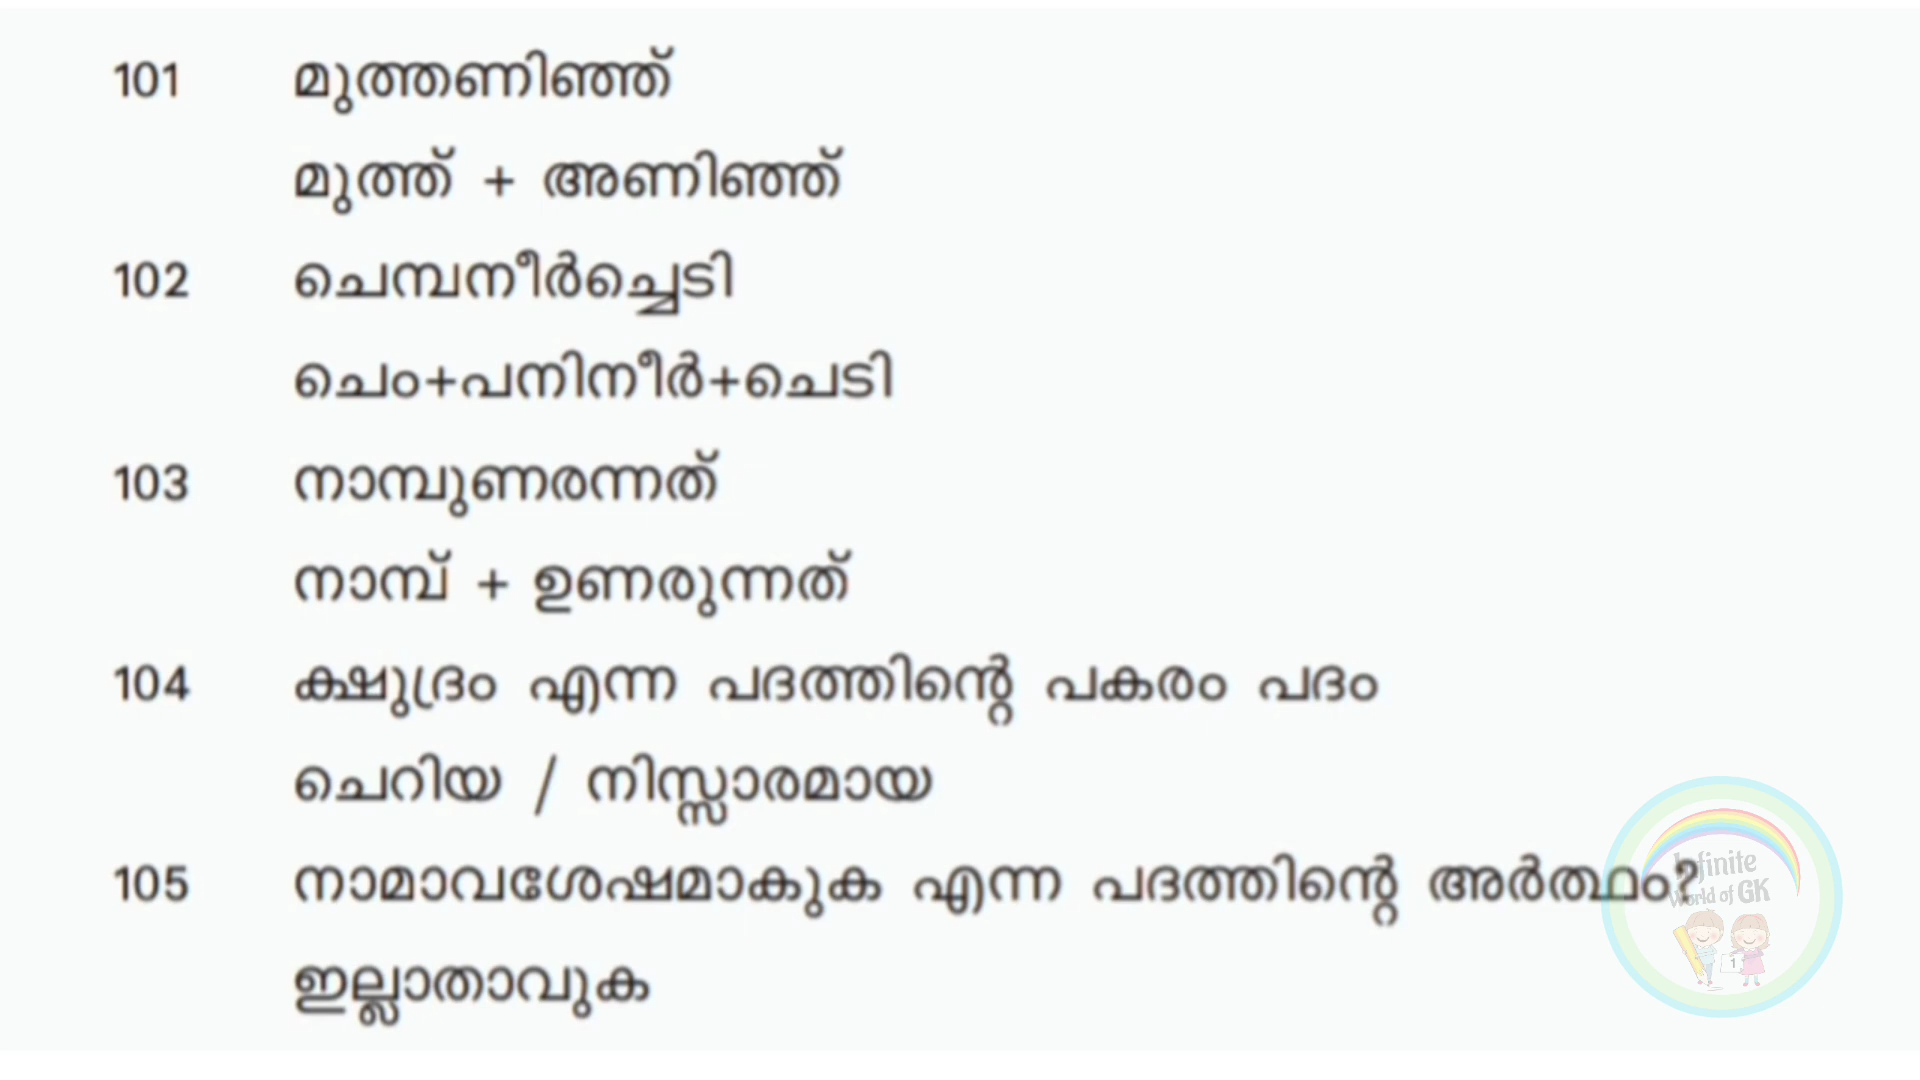 101 മുത്തണിഞ്ഞ്
മുത്ത് + അണിഞ്ഞ്
102 ചെമ്പനീർച്ചെടി
ചെം+പനിനീർ+ചെടി
103 നാമ്പുണരന്നത്
നാമ്പ് + ഉണരുന്നത്
104 ക്ഷുദ്രം എന്ന പദത്തിന്റെ പകരം പദം
ചെറിയ / നിസ്സാരമായ
105 നാമാവശേഷമാകുക എന്ന പദത്തിന്റെ അർത്ഥം?
ഇല്ലാതാവുക
Infinite
World of GK
1